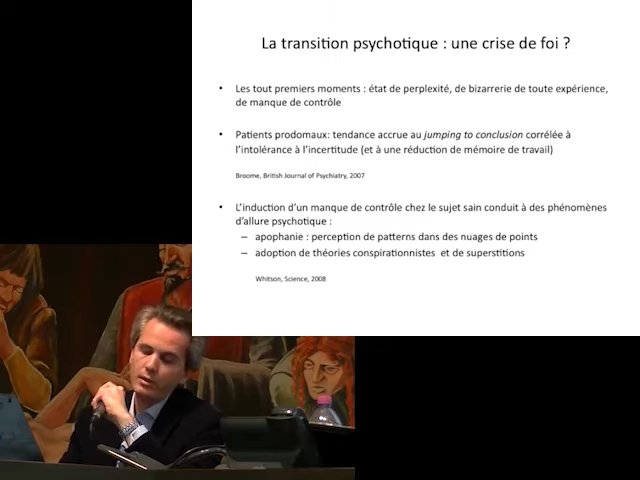 La transition psychotique : une crise de foi ?
• Les tout premiers moments : état de perplexité, de bizarrerie de toute expérience,
de manque de contrôle
• Patients prodomaux: tendance accrue au jumping to conclusion corrélée à
l'intolérance à l'incertitude (et à une réduction de mémoire de travail)
Broome, British Journal of Psychiatry, 2007
• L'induction d'un manque de contrôle chez le sujet sain conduit à des phénomènes
d'allure psychotique :
– apophanie : perception de patterns dans des nuages de points
– adoption de théories conspirationnistes et de superstitions
Whitson, Science, 2008